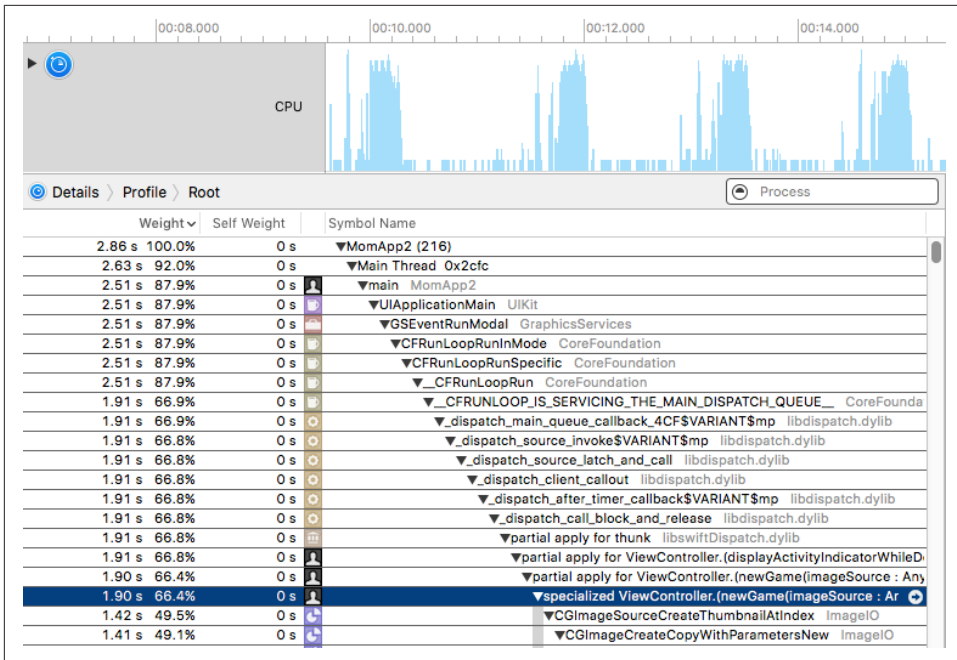 00:08.000 00:10.000 00:12.000 00:14.000
CPU
Details Profile Root Process
Weight Self Weight Symbol Name
2.86 s 100.0% 0 s MomApp2 (216)
2.63 s 92.0% 0 s Main Thread 0x2cfc
2.51 s 87.9% 0 s main MomApp2
2.51 s 87.9% 0 s UIApplicationMain UIKit
2.51 s 87.9% 0 s GSEventRunModal GraphicsServices
2.51 s 87.9% 0 s CFRunLoopRunInMode CoreFoundation
2.51 s 87.9% 0 s CFRunLoopRunSpecific CoreFoundation
2.51 s 87.9% 0 s __CFRunLoopRun CoreFoundation
1.91 s 66.9% 0 s __CFRUNLOOP_IS_SERVICING_THE_MAIN_DISPATCH_QUEUE__ CoreFounda
1.91 s 66.9% 0 s _dispatch_main_queue_callback_4CF$VARIANT$mp libdispatch.dylib
1.91 s 66.8% 0 s _dispatch_source_invoke$VARIANT$mp libdispatch.dylib
1.91 s 66.8% 0 s _dispatch_source_latch_and_call libdispatch.dylib
1.91 s 66.8% 0 s _dispatch_client_callout libdispatch.dylib
1.91 s 66.8% 0 s _dispatch_after_timer_callback$VARIANT$mp libdispatch.dylib
1.91 s 66.8% 0 s _dispatch_call_block_and_release libdispatch.dylib
1.91 s 66.8% 0 s partial apply for thunk libswiftDispatch.dylib
1.91 s 66.8% 0 s partial apply for ViewController.(displayActivityIndicatorWhileD
1.90 s 66.4% 0 s partial apply for ViewController.(newGame(imageSource : Any
1.90 s 66.4% 0 s specialized ViewController.(newGame(imageSource : Ar
1.42 s 49.5% 0 s CGImageSourceCreateThumbnailAtIndex ImageIO
1.41 s 49.1% 0 s CGImageCreateCopyWithParametersNew ImageIO